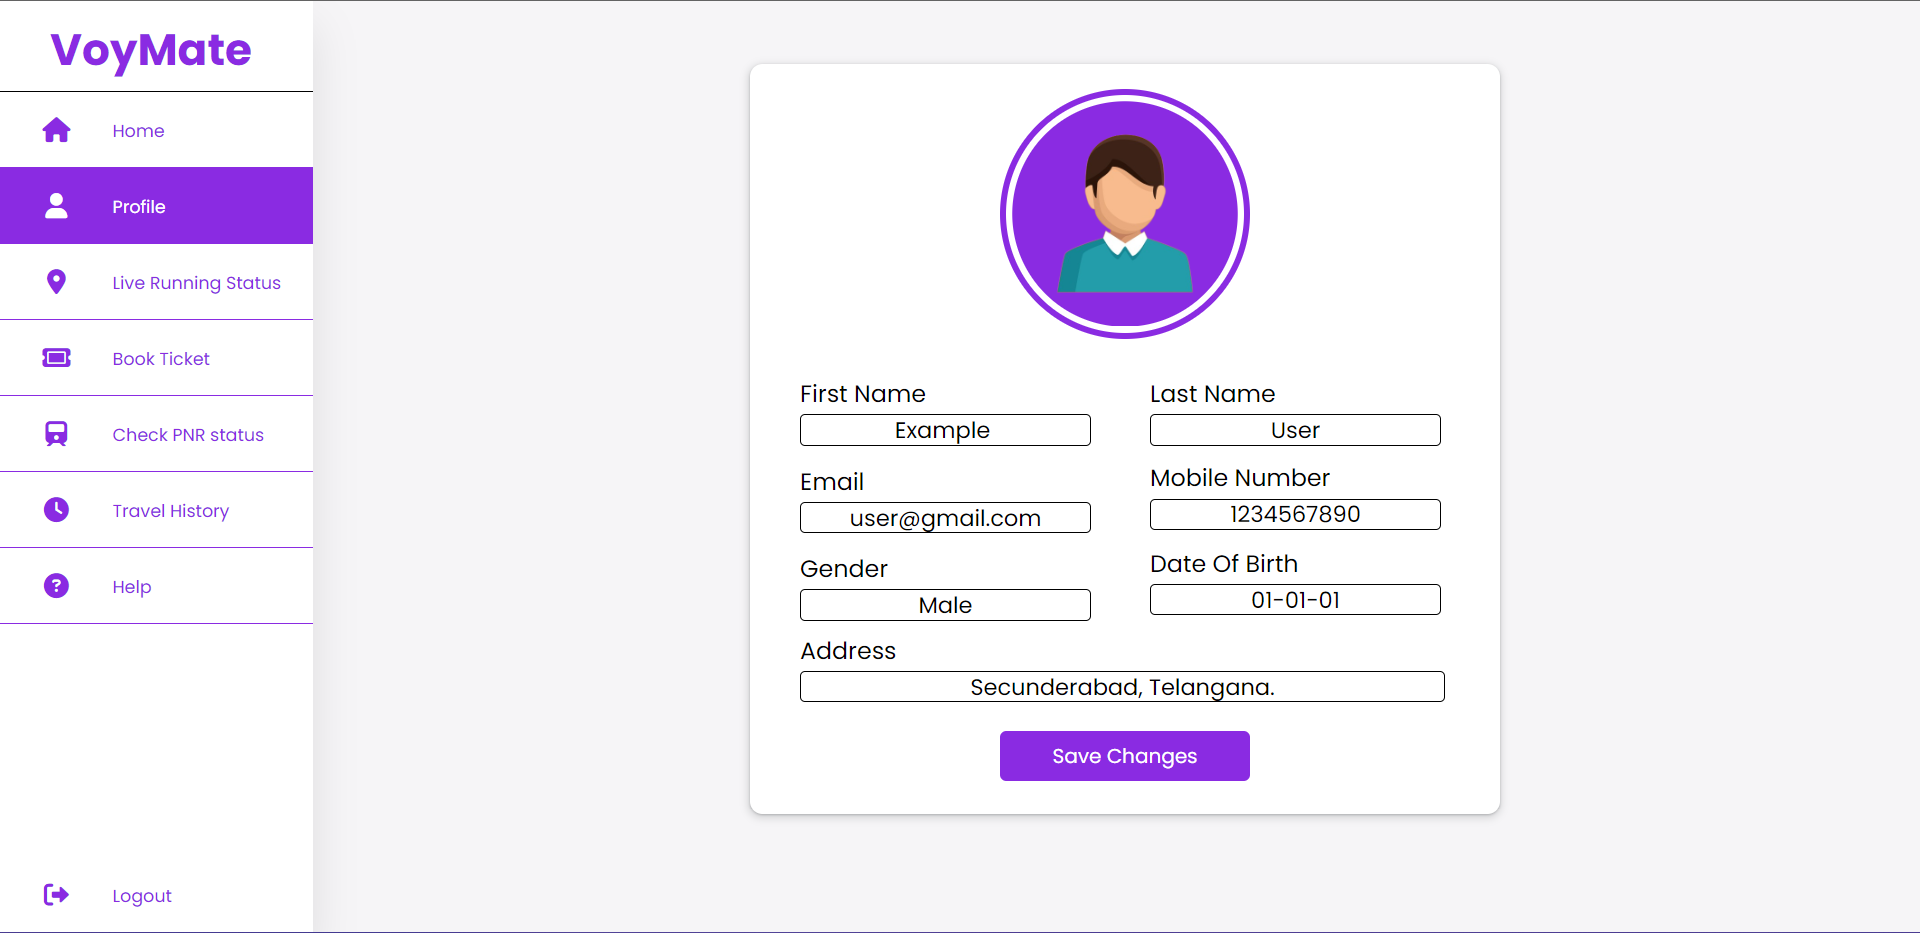 VoyMate
Home
Profile
Live Running Status
Book Ticket
Check PNR status
Travel History
Help
Logout
First Name
Example
Last Name
User
Email
user@gmail.com
Mobile Number
1234567890
Gender
Male
Date Of Birth
01-01-01
Address
Secunderabad, Telangana.
Save Changes